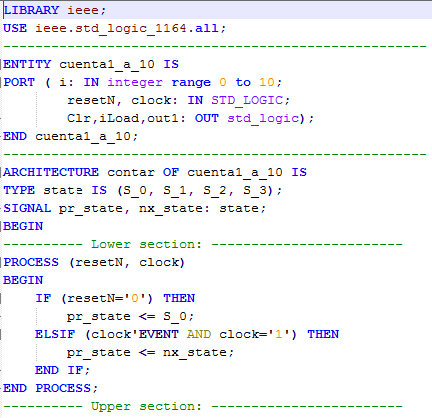 LIBRARY ieee;
USE ieee.std_logic_1164.all;
-----------------------------------------------------
ENTITY cuenta1_a_10 IS
PORT ( i: IN integer range 0 to 10;
resetN, clock: IN STD_LOGIC;
Clr,iLoad,out1: OUT std_logic);
END cuenta1_a_10;
-----------------------------------------------------
ARCHITECTURE contar OF cuenta1_a_10 IS
TYPE state IS (S_0, S_1, S_2, S_3);
SIGNAL pr_state, nx_state: state;
BEGIN
---------- Lower section: ------------------------
PROCESS (resetN, clock)
BEGIN
IF (resetN='0') THEN
pr_state <= S_0;
ELSIF (clock'EVENT AND clock='1') THEN
pr_state <= nx_state;
END IF;
END PROCESS;
---------- Upper section: ------------------------